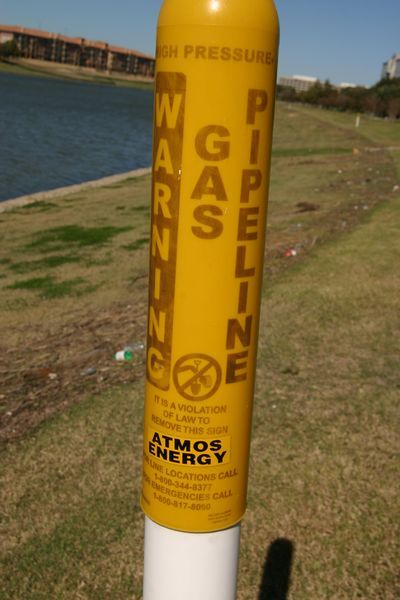 HIGH PRESSURE
WARNING
GAS
PIPELINE
IT IS A VIOLATION
OF LAW TO
REMOVE THIS SIGN
ATMOS
ENERGY
LINE LOCATIONS CALL
1-800-344-8377
EMERGENCIES CALL
1-800-817-8090